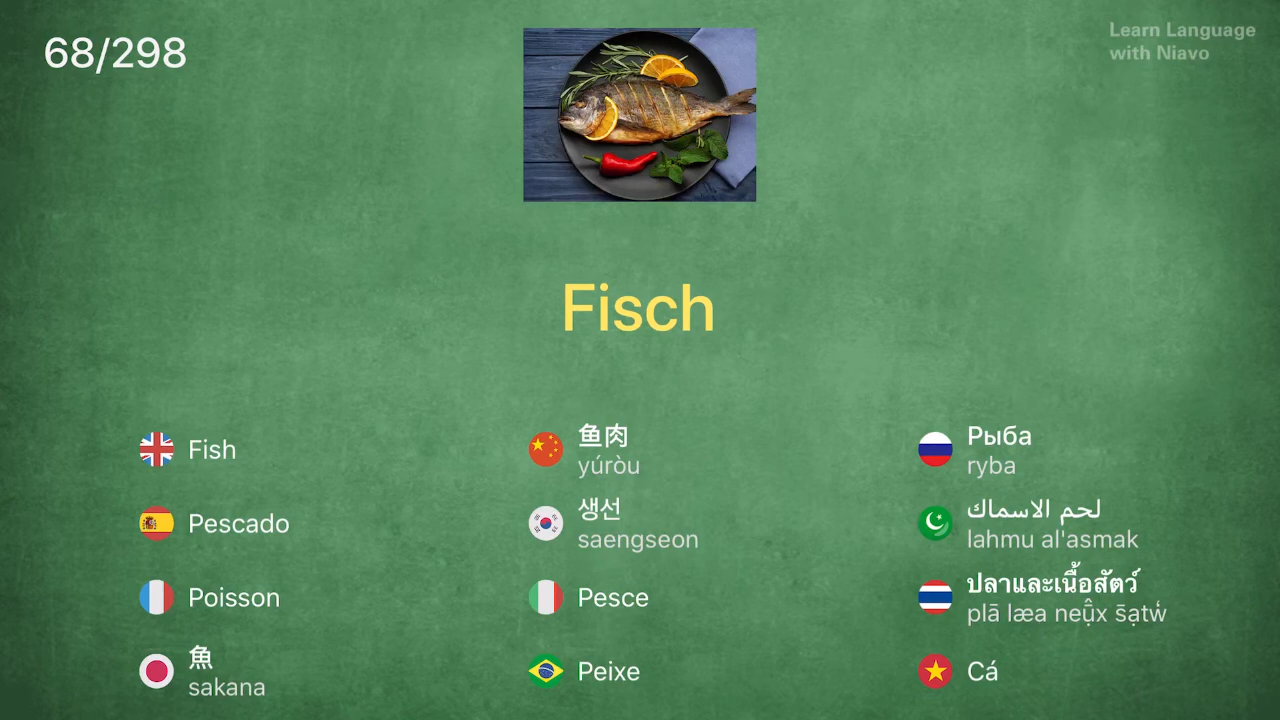 68/298
Learn Language
with Niavo
Fisch
Fish
Pescado
Poisson
魚
sakana
鱼肉
yúròu
생선
saengseon
Pesce
Peixe
Рыба
ryba
لحم الاسماك
lahmu al'asmak
ปลาและเนื้อสัตว์
plā læa neụ̄̂x s̄ạtw̒
Cá